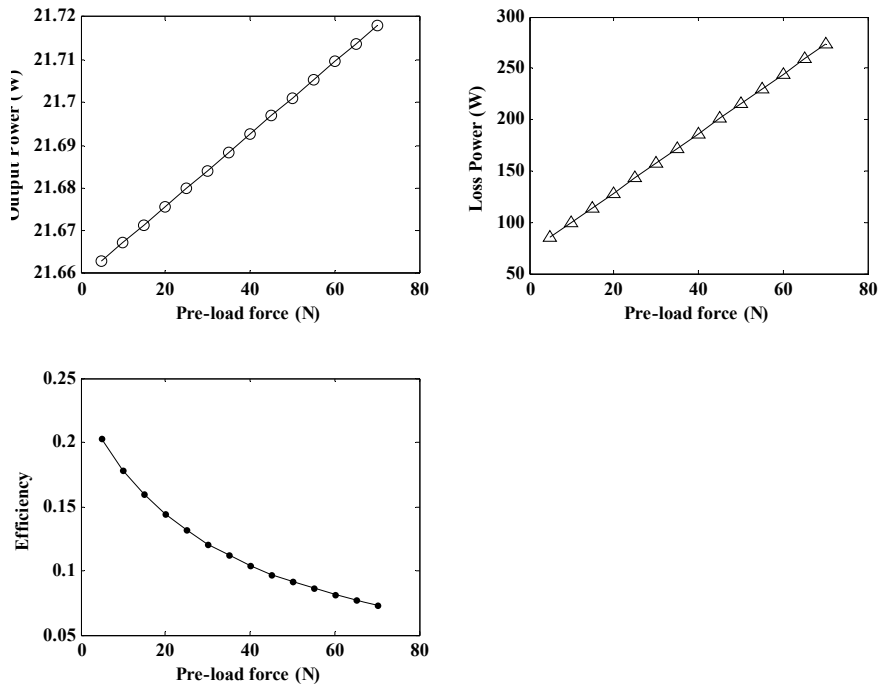 21.72
21.71
21.7
21.69
21.68
21.67
21.66
0 20 40 60 80
Pre-load force (N)
Output Power (W)
300
250
200
150
100
50
0 20 40 60 80
Pre-load force (N)
Loss Power (W)
0.25
0.2
0.15
0.1
0.05
0 20 40 60 80
Pre-load force (N)
Efficiency